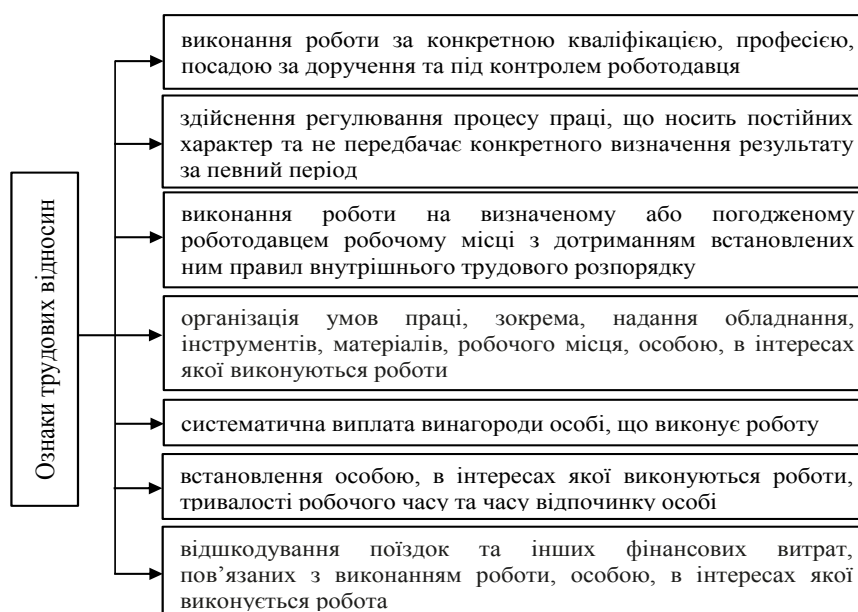 Ознаки трудових відносин
виконання роботи за конкретною кваліфікацією, професією,
посадою за доручення та під контролем роботодавця
здійснення регулювання процесу праці, що носить постійних
характер та не передбачає конкретного визначення результату
за певний період
виконання роботи на визначеному або погодженому
роботодавцем робочому місці з дотриманням встановлених
ним правил внутрішнього трудового розпорядку
організація умов праці, зокрема, надання обладнання,
інструментів, матеріалів, робочого місця, особою, в інтересах
якої виконуються роботи
систематична виплата винагороди особі, що виконує роботу
встановлення особою, в інтересах якої виконуються роботи,
тривалості робочого часу та часу відпочинку особі
відшкодування поїздок та інших фінансових витрат,
пов’язаних з виконанням роботи, особою, в інтересах якої
виконується робота